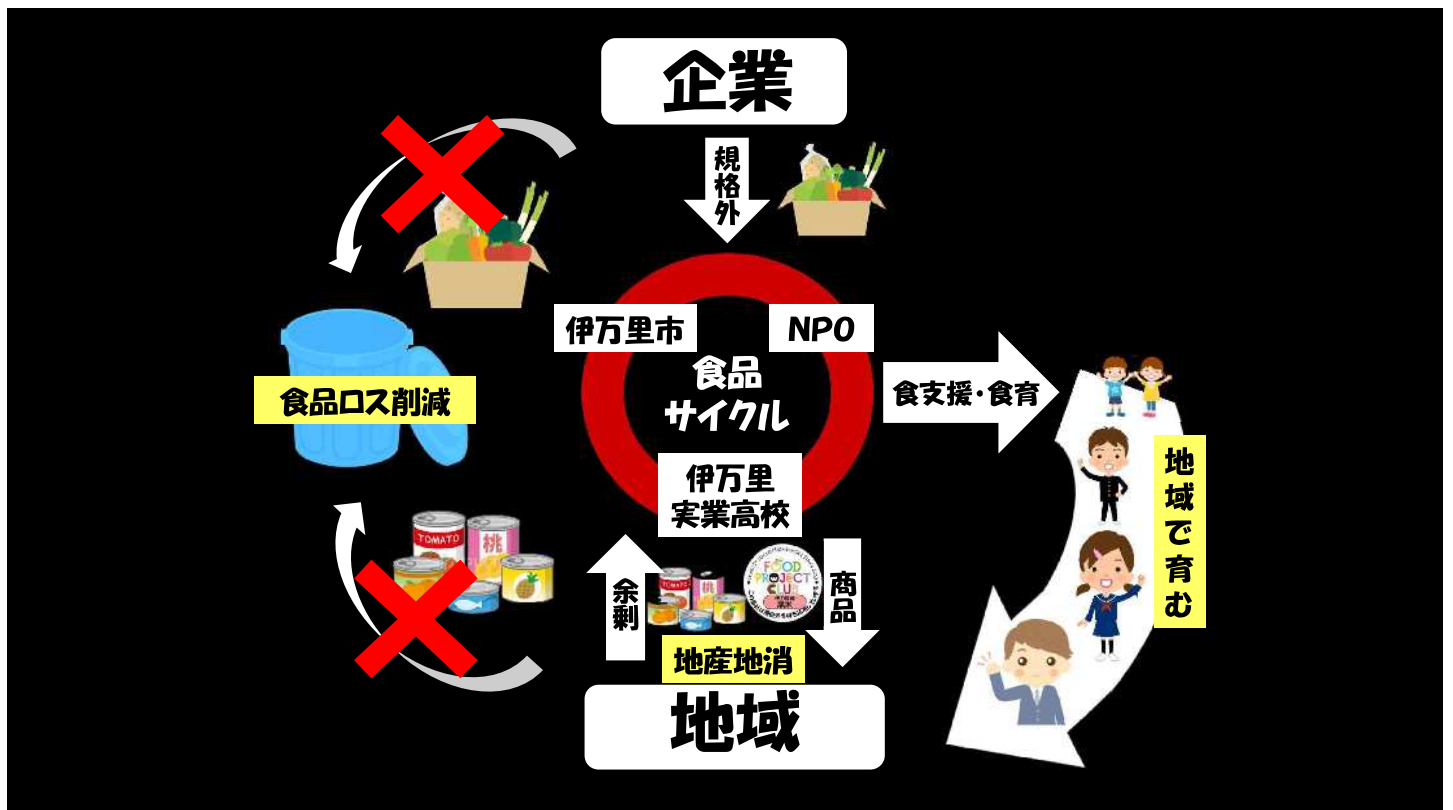 企業
規格外
伊万里市
NPO
食品
サイクル
食支援・食育
食品ロス削減
伊万里
実業高校
地域で育む
TOMATO
桃
余剰
桃
FOOD
PROJECT
CLUB
商品
地産地消
地域